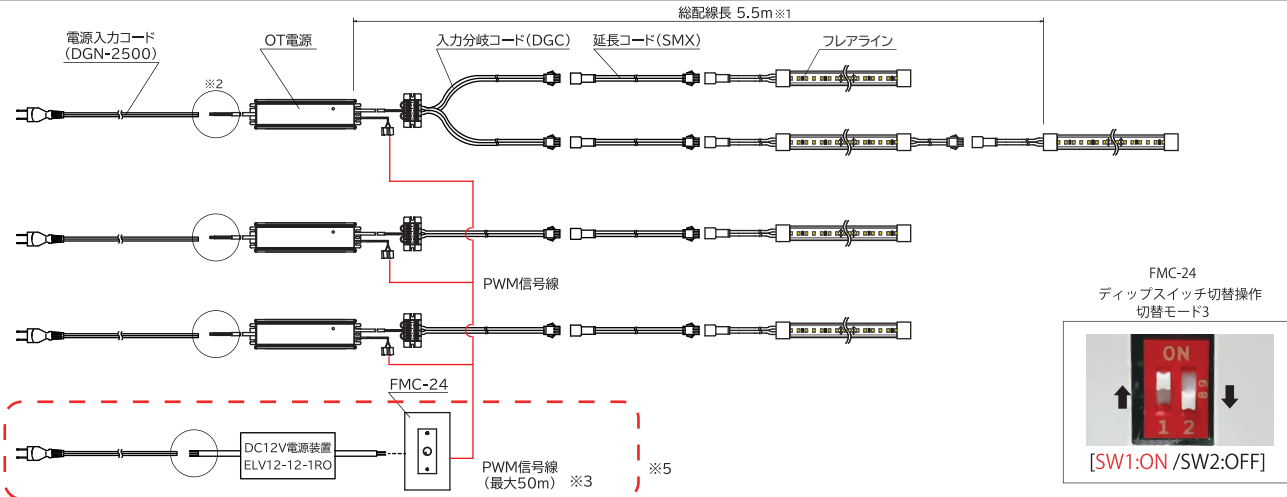 総配線長 5.5m※1
電源入力コード
(DGN-2500)
OT電源
入力分岐コード(DGC)
延長コード(SMX)
フレアライン
※2
PWM信号線
FMC-24
ディップスイッチ切替操作
切替モード3
ON
1 2
[SW1:ON /SW2:OFF]
FMC-24
DC12V電源装置
ELV12-12-1RO
PWM信号線
(最大50m) ※3
※5